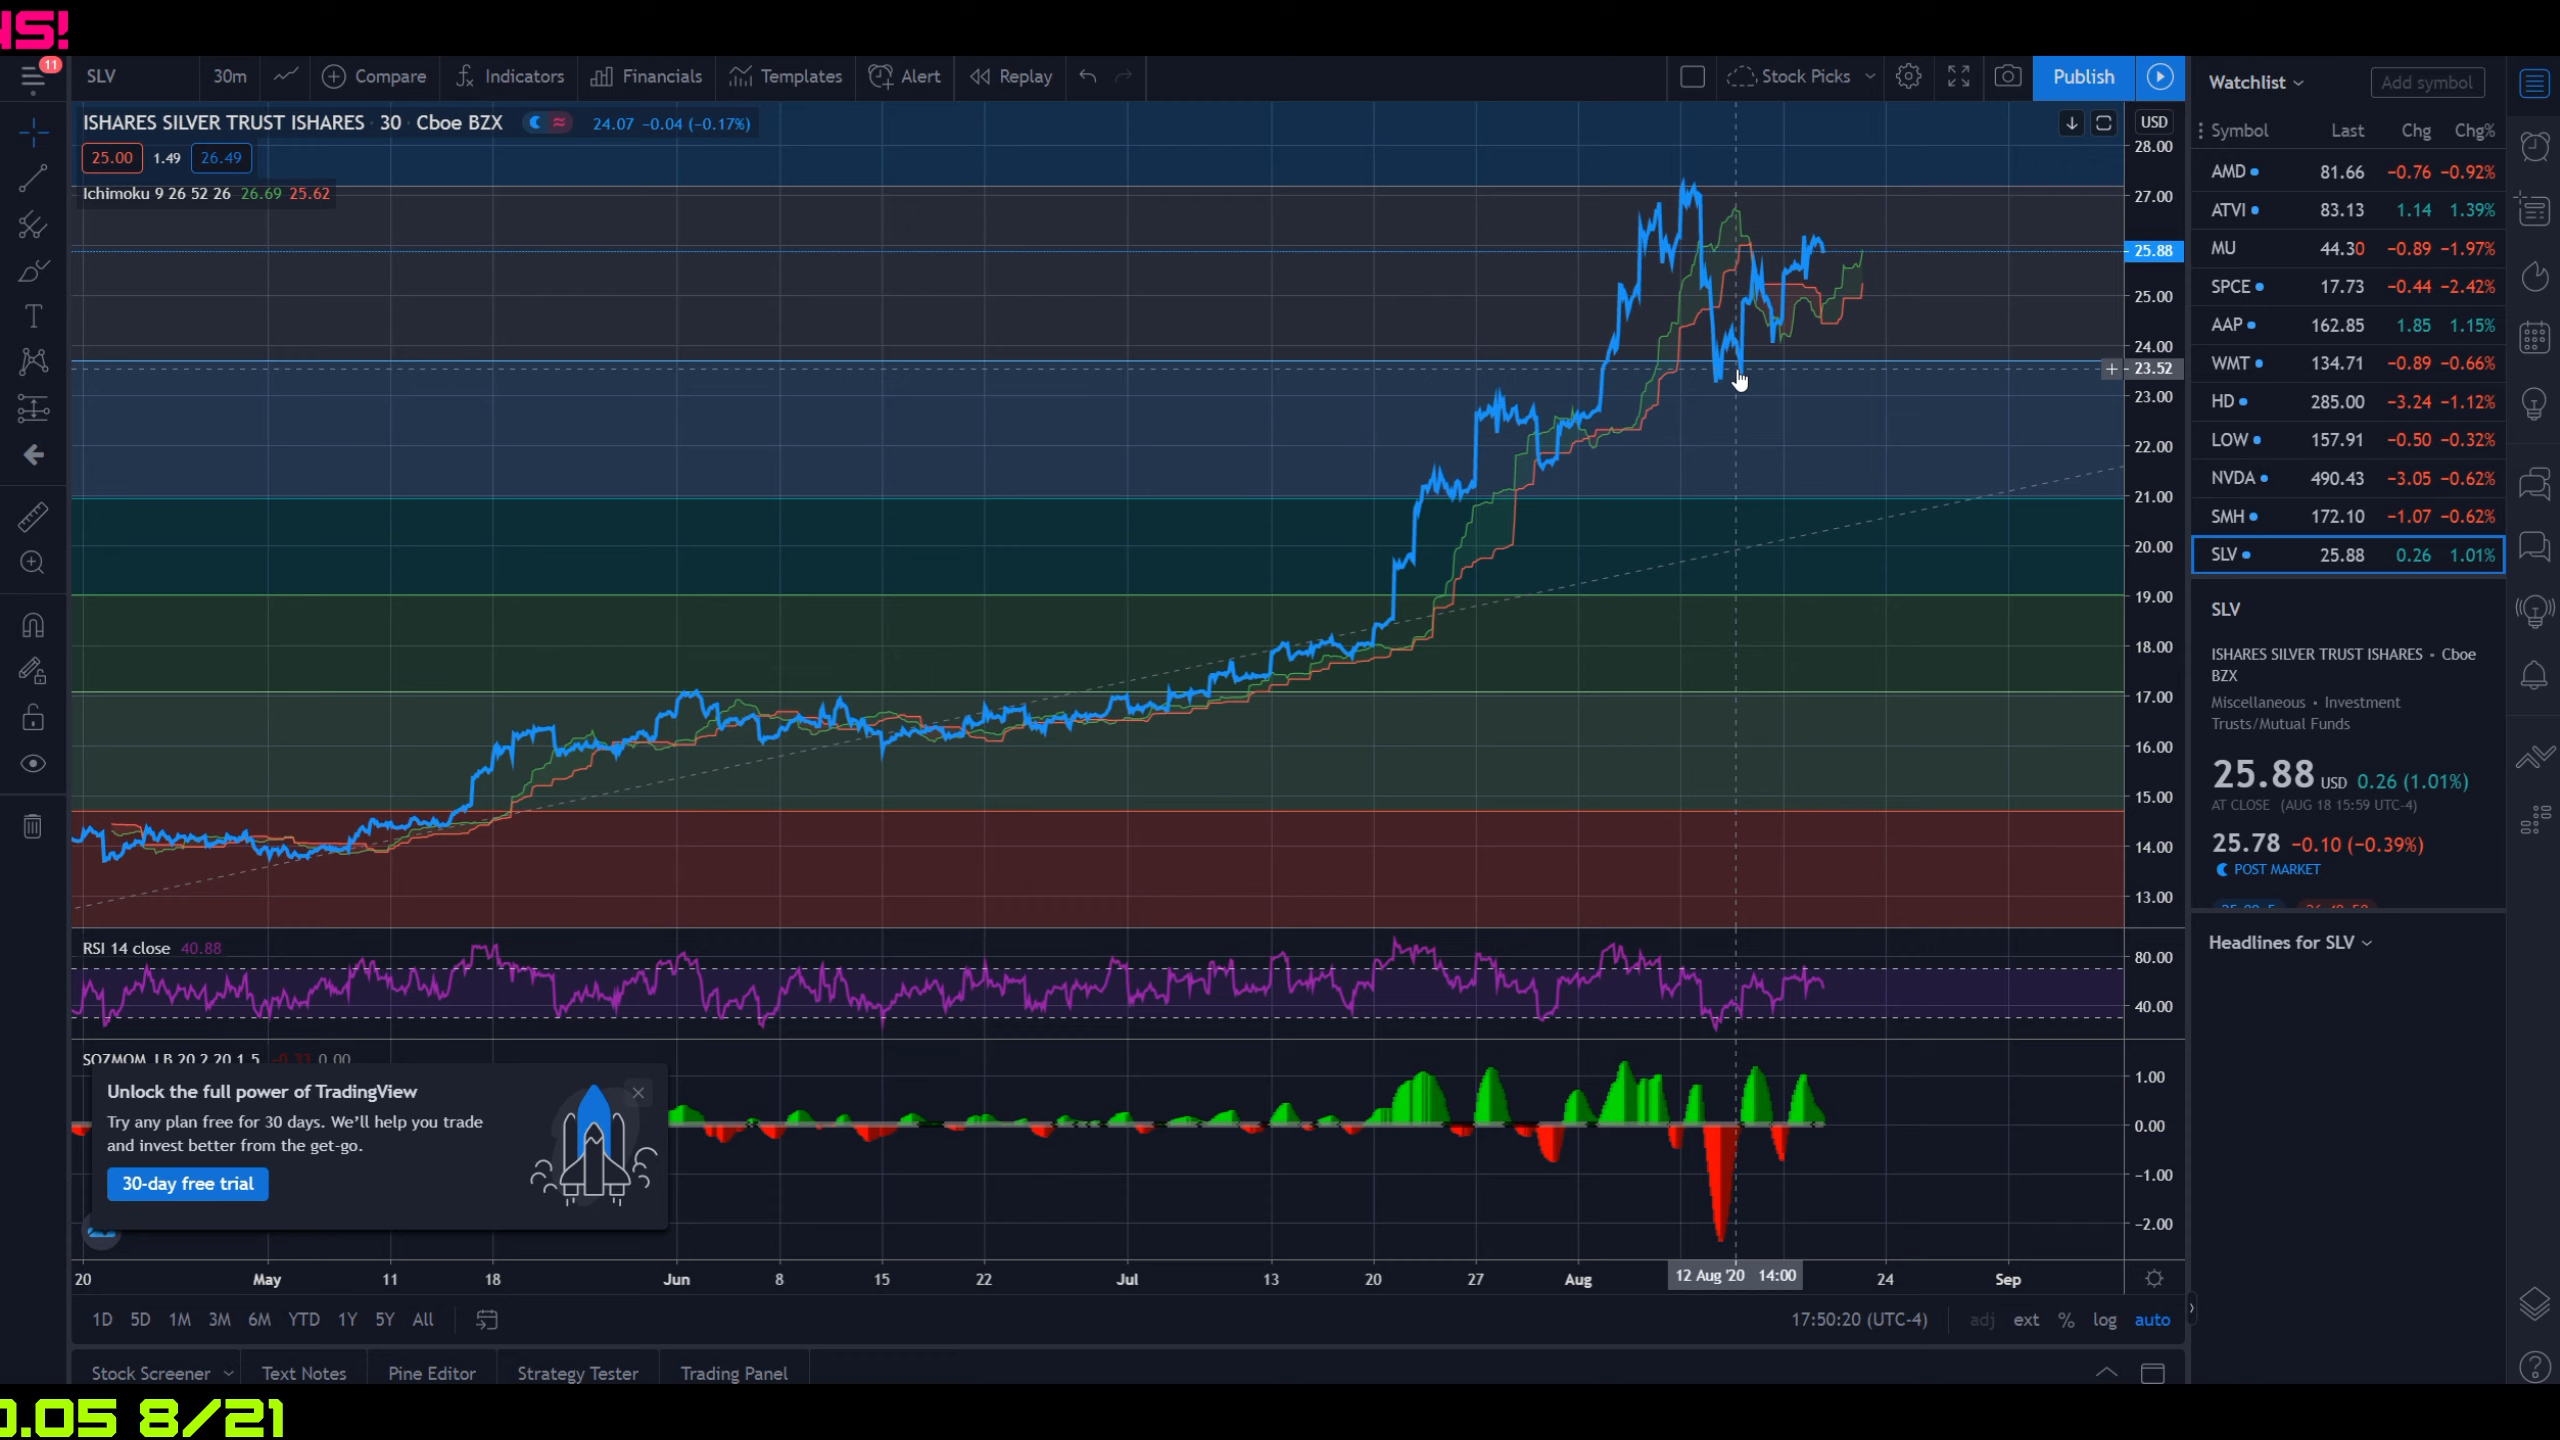 NS!
11
SLV 30m Compare Indicators Financials Templates Alert Replay Stock Picks Publish
ISHARES SILVER TRUST ISHARES · 30 · Cboe BZX 24.07 −0.04 (−0.17%)
25.00 1.49 26.49
Ichimoku 9 26 52 26 26.69 25.62
USD
28.00
27.00
25.88
25.00
24.00
23.52
23.00
22.00
21.00
20.00
19.00
18.00
17.00
16.00
15.00
14.00
13.00
RSI 14 close 40.88
80.00
40.00
SQZMOM_LB 20 2 20 1.5 −0.33 0.00
1.00
0.00
−1.00
−2.00
Unlock the full power of TradingView
Try any plan free for 30 days. We'll help you trade
and invest better from the get-go.
30-day free trial
20 May 11 18 Jun 8 15 22 Jul 13 20 27 Aug 12 Aug '20 14:00 24 Sep
1D 5D 1M 3M 6M YTD 1Y 5Y All 17:50:20 (UTC-4) adj ext % log auto
Stock Screener Text Notes Pine Editor Strategy Tester Trading Panel
Watchlist Add symbol
Symbol Last Chg Chg%
AMD 81.66 −0.76 −0.92%
ATVI 83.13 1.14 1.39%
MU 44.30 −0.89 −1.97%
SPCE 17.73 −0.44 −2.42%
AAP 162.85 1.85 1.15%
WMT 134.71 −0.89 −0.66%
HD 285.00 −3.24 −1.12%
LOW 157.91 −0.50 −0.32%
NVDA 490.43 −3.05 −0.62%
SMH 172.10 −1.07 −0.62%
SLV 25.88 0.26 1.01%
SLV
ISHARES SILVER TRUST ISHARES • Cboe
BZX
Miscellaneous • Investment
Trusts/Mutual Funds
25.88 USD 0.26 (1.01%)
AT CLOSE (AUG 18 15:59 UTC-4)
25.78 −0.10 (−0.39%)
POST MARKET
Headlines for SLV
0.05 8/21